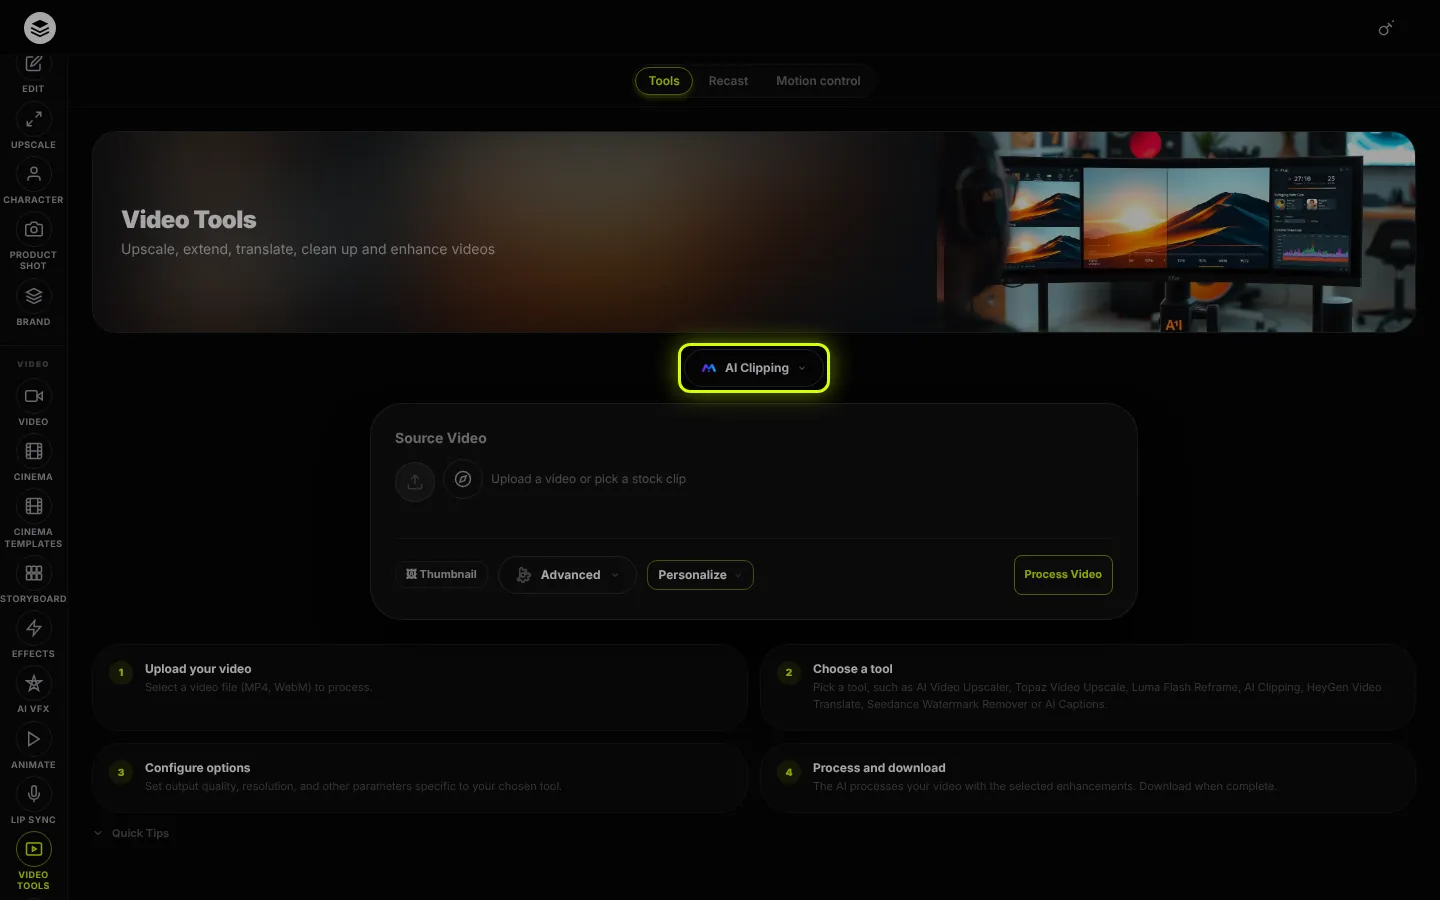 Tools
Recast
Motion control
EDIT
UPSCALE
CHARACTER
PRODUCT
SHOT
BRAND
VIDEO
VIDEO
CINEMA
CINEMA
TEMPLATES
STORYBOARD
EFFECTS
AI VFX
ANIMATE
LIP SYNC
VIDEO
TOOLS
Video Tools
Upscale, extend, translate, clean up and enhance videos
27:16
25
AI Clipping
Source Video
Upload a video or pick a stock clip
Thumbnail
Advanced
Personalize
Process Video
1
Upload your video
Select a video file (MP4, WebM) to process.
2
Choose a tool
Pick a tool, such as AI Video Upscaler, Topaz Video Upscale, Luma Flash Reframe, AI Clipping, HeyGen Video
Translate, Seedance Watermark Remover or AI Captions.
3
Configure options
Set output quality, resolution, and other parameters specific to your chosen tool.
4
Process and download
The AI processes your video with the selected enhancements. Download when complete.
Quick Tips